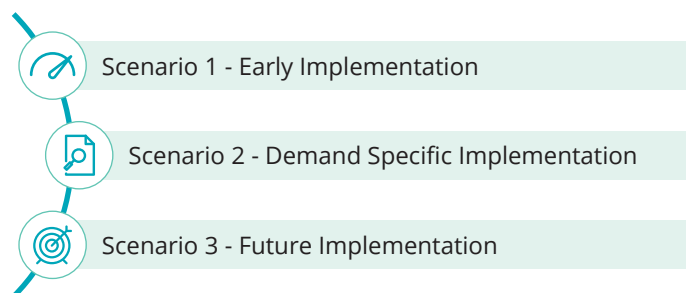 Scenario 1 - Early Implementation
Scenario 2 - Demand Specific Implementation
Scenario 3 - Future Implementation